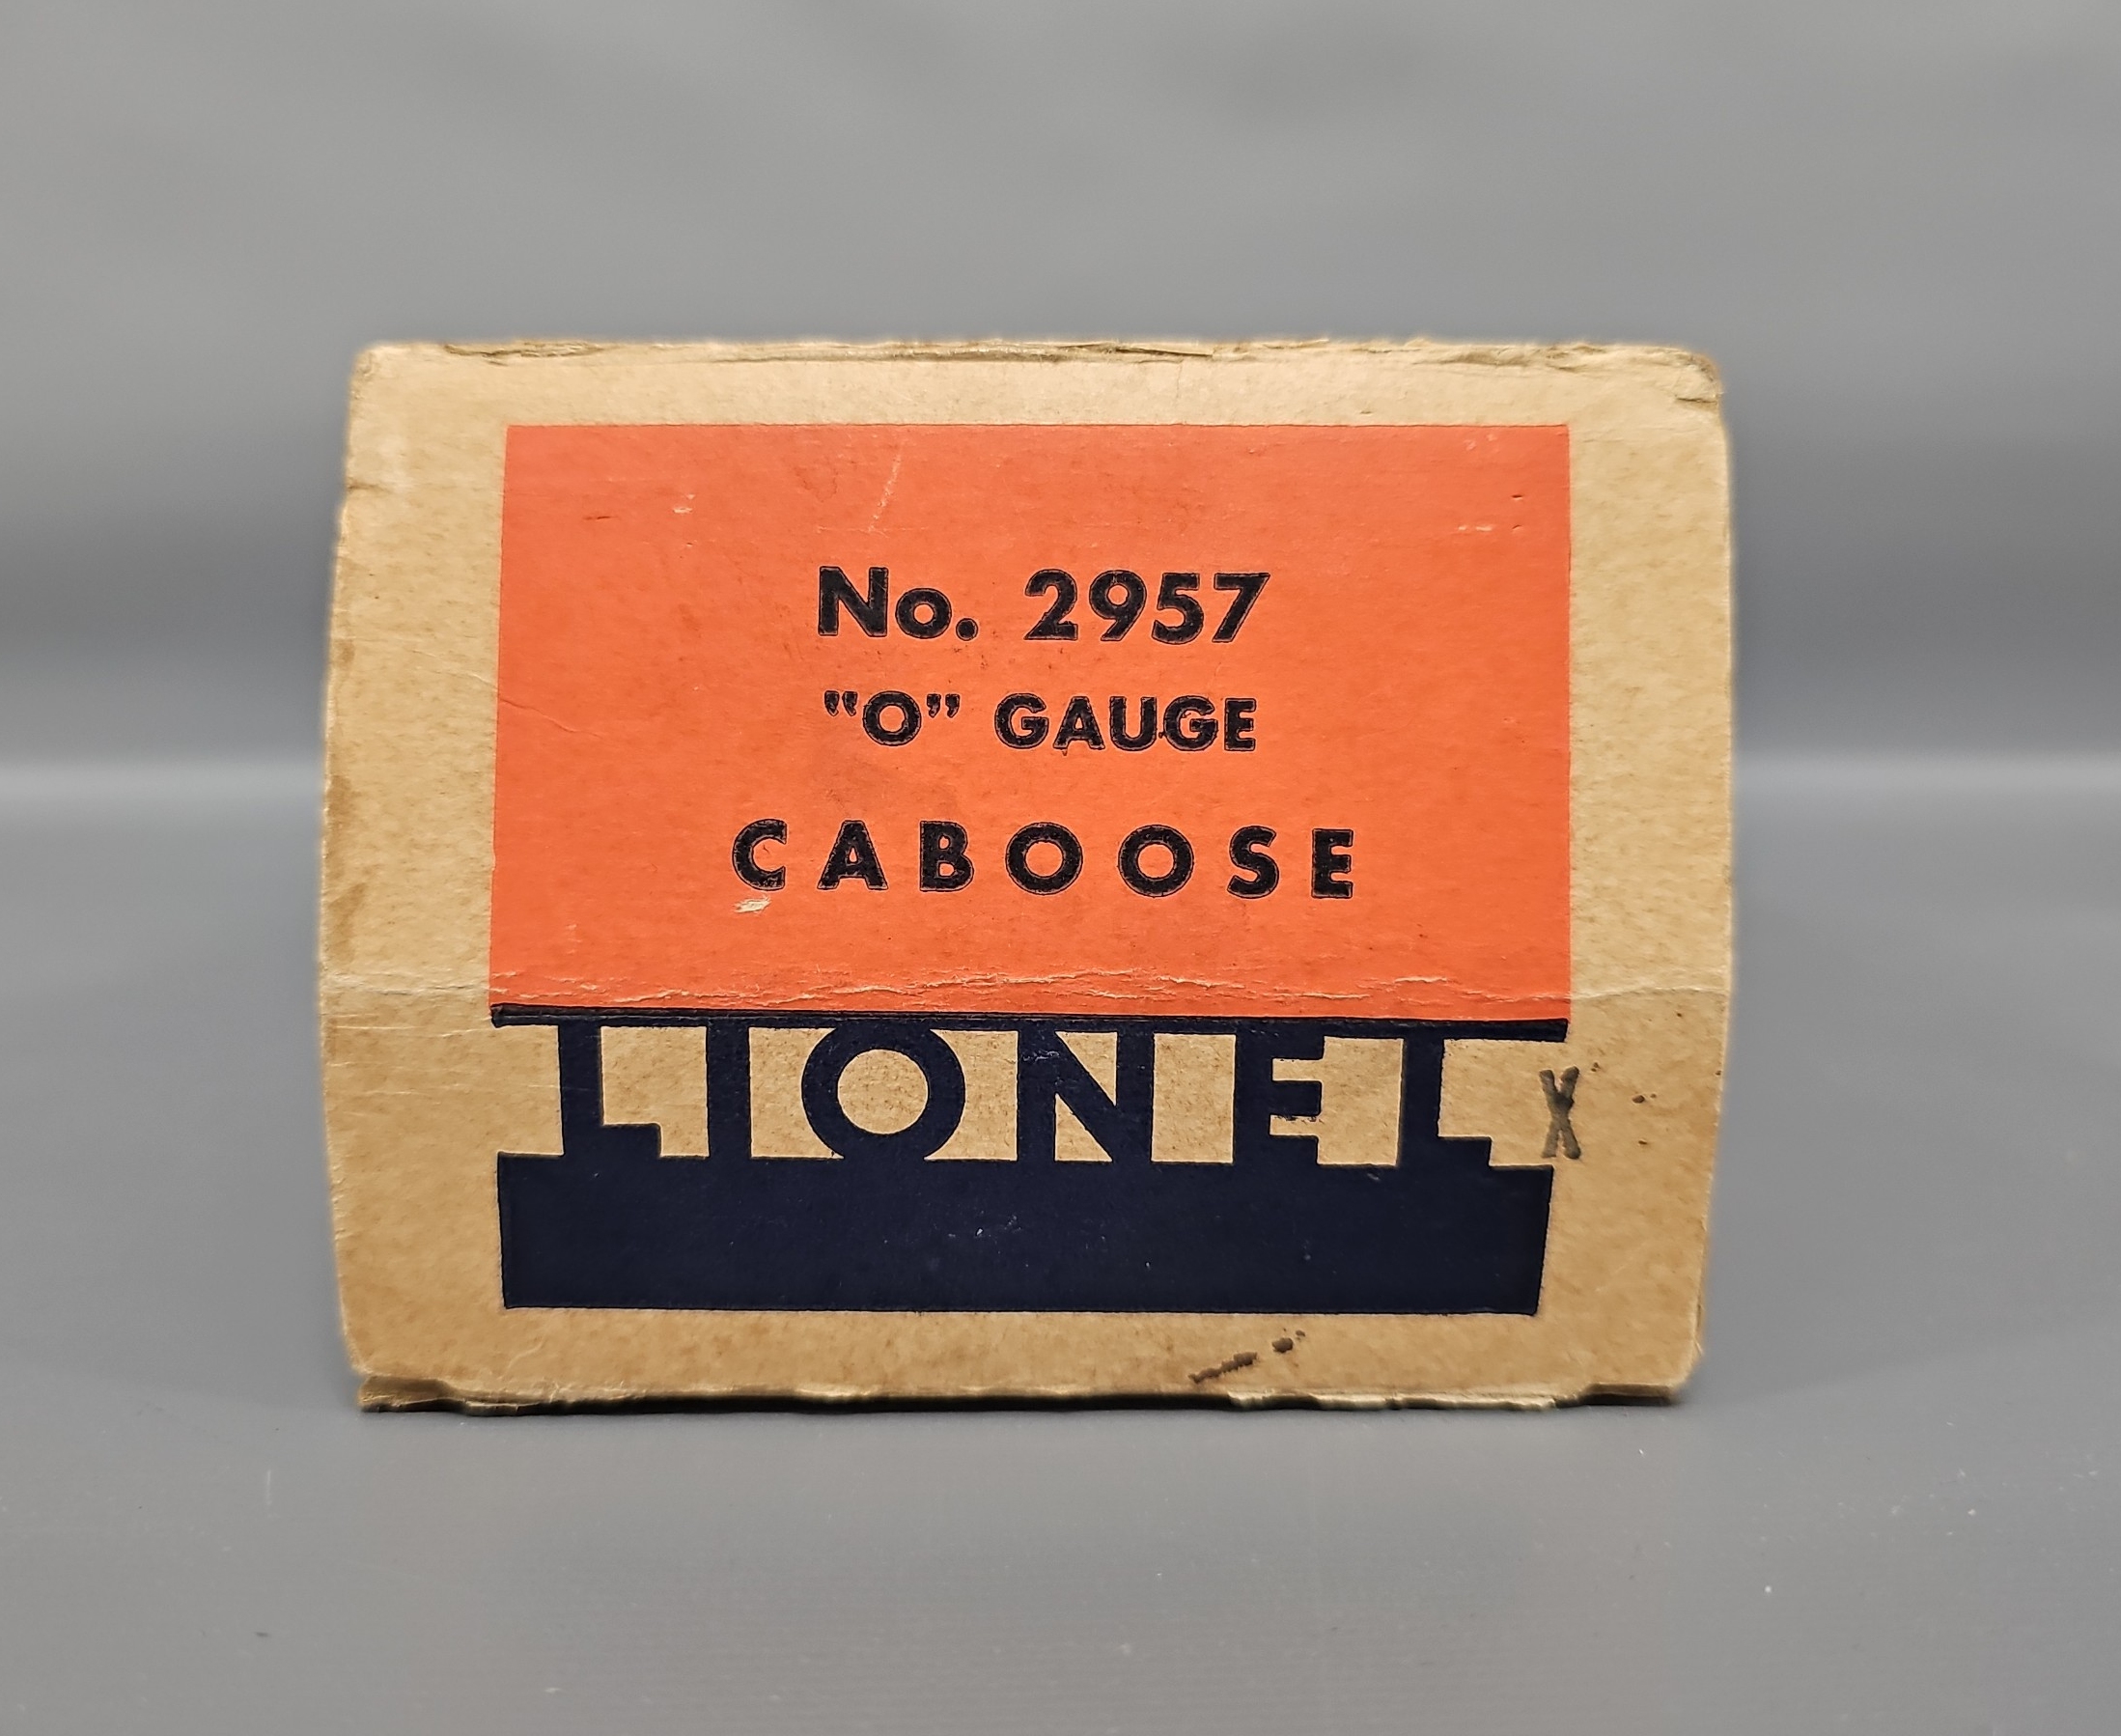 No. 2957
"O" GAUGE
CABOOSE
LIONEL
X